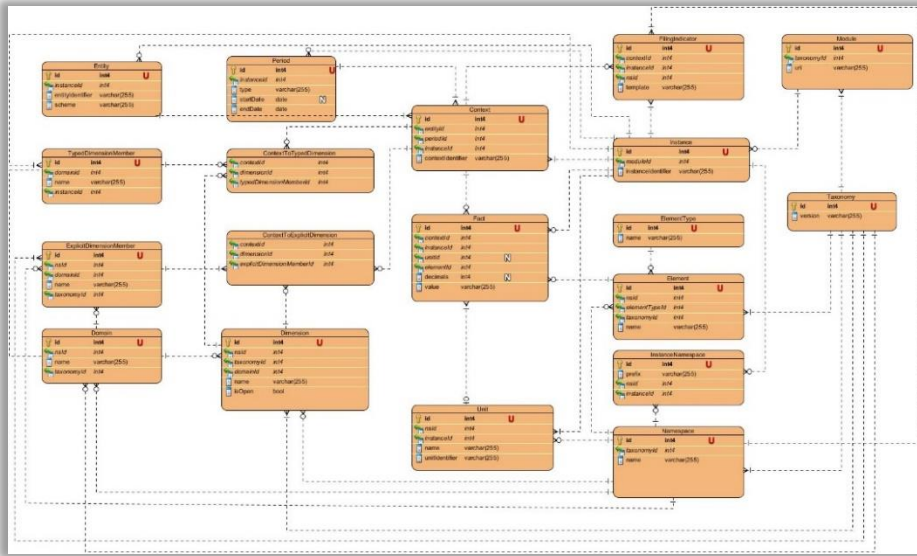 Entity
id int4 U
instanceId int4
entityIdentifier varchar(255)
scheme varchar(255)
Period
id int4 U
instanceId int4
type varchar(255)
startDate date N
endDate date
Context
id int4 U
entityId int4
periodId int4
instanceId int4
contextIdentifier varchar(255)
FilingIndicator
id int4 U
contextId int4
instanceId int4
nsId int4
template varchar(255)
Module
id int4 U
taxonomyId int4
uri varchar(255)
TypedDimensionMember
id int4 U
domainId int4
name varchar(255)
instanceId int4
ContextToTypedDimension
contextId int4
dimensionId int4
typedDimensionMemberId int4
Instance
id int4 U
moduleId int4
instanceIdentifier varchar(255)
Taxonomy
id int4 U
version varchar(255)
ExplicitDimensionMember
id int4 U
nsId int4
domainId int4
name varchar(255)
taxonomyId int4
ContextToExplicitDimension
contextId int4
dimensionId int4
explicitDimensionMemberId int4
Fact
id int4 U
contextId int4
instanceId int4
unitId int4 N
elementId int4
decimals int4 N
value varchar(255)
ElementType
id int4 U
name varchar(255)
Element
id int4 U
nsId int4
elementTypeId int4
taxonomyId int4
name varchar(255)
Domain
id int4 U
nsId int4
name varchar(255)
taxonomyId int4
Dimension
id int4 U
nsId int4
taxonomyId int4
domainId int4
name varchar(255)
isOpen bool
InstanceNamespace
id int4 U
prefix varchar(255)
nsId int4
instanceId int4
Unit
id int4 U
nsId int4
instanceId int4
name varchar(255)
unitIdentifier varchar(255)
Namespace
id int4 U
taxonomyId int4
name varchar(255)